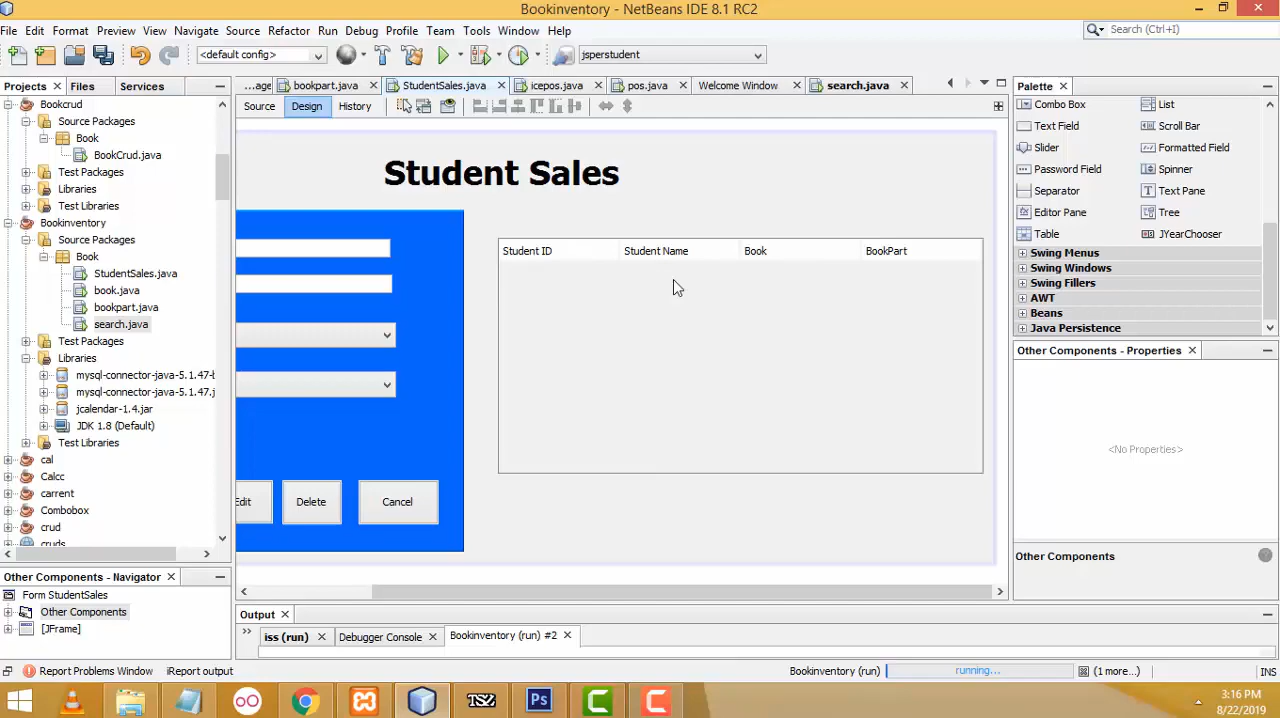 Bookinventory - NetBeans IDE 8.1 RC2
File Edit Format Preview View Navigate Source Refactor Run Debug Profile Team Tools Window Help
Search (Ctrl+I)
<default config>
jsperstudent
Projects
Files
Services
...age
bookpart.java
StudentSales.java
icepos.java
pos.java
Welcome Window
search.java
Source
Design
History
Bookcrud
Source Packages
Book
BookCrud.java
Test Packages
Libraries
Test Libraries
Bookinventory
Source Packages
Book
StudentSales.java
book.java
bookpart.java
search.java
Test Packages
Libraries
mysql-connector-java-5.1.47-b
mysql-connector-java-5.1.47.j
jcalendar-1.4.jar
JDK 1.8 (Default)
Test Libraries
cal
Calcc
carrent
Combobox
crud
cruds
Other Components - Navigator
Form StudentSales
Other Components
[JFrame]
Student Sales
Student ID
Student Name
Book
BookPart
Edit
Delete
Cancel
Palette
Combo Box
List
Text Field
Scroll Bar
Slider
Formatted Field
Password Field
Spinner
Separator
Text Pane
Editor Pane
Tree
Table
JYearChooser
Swing Menus
Swing Windows
Swing Fillers
AWT
Beans
Java Persistence
Other Components - Properties
<No Properties>
Other Components
Output
iss (run)
Debugger Console
Bookinventory (run) #2
Report Problems Window
iReport output
Bookinventory (run)
running...
(1 more...)
INS
TSZ
Ps
3:16 PM
8/22/2019